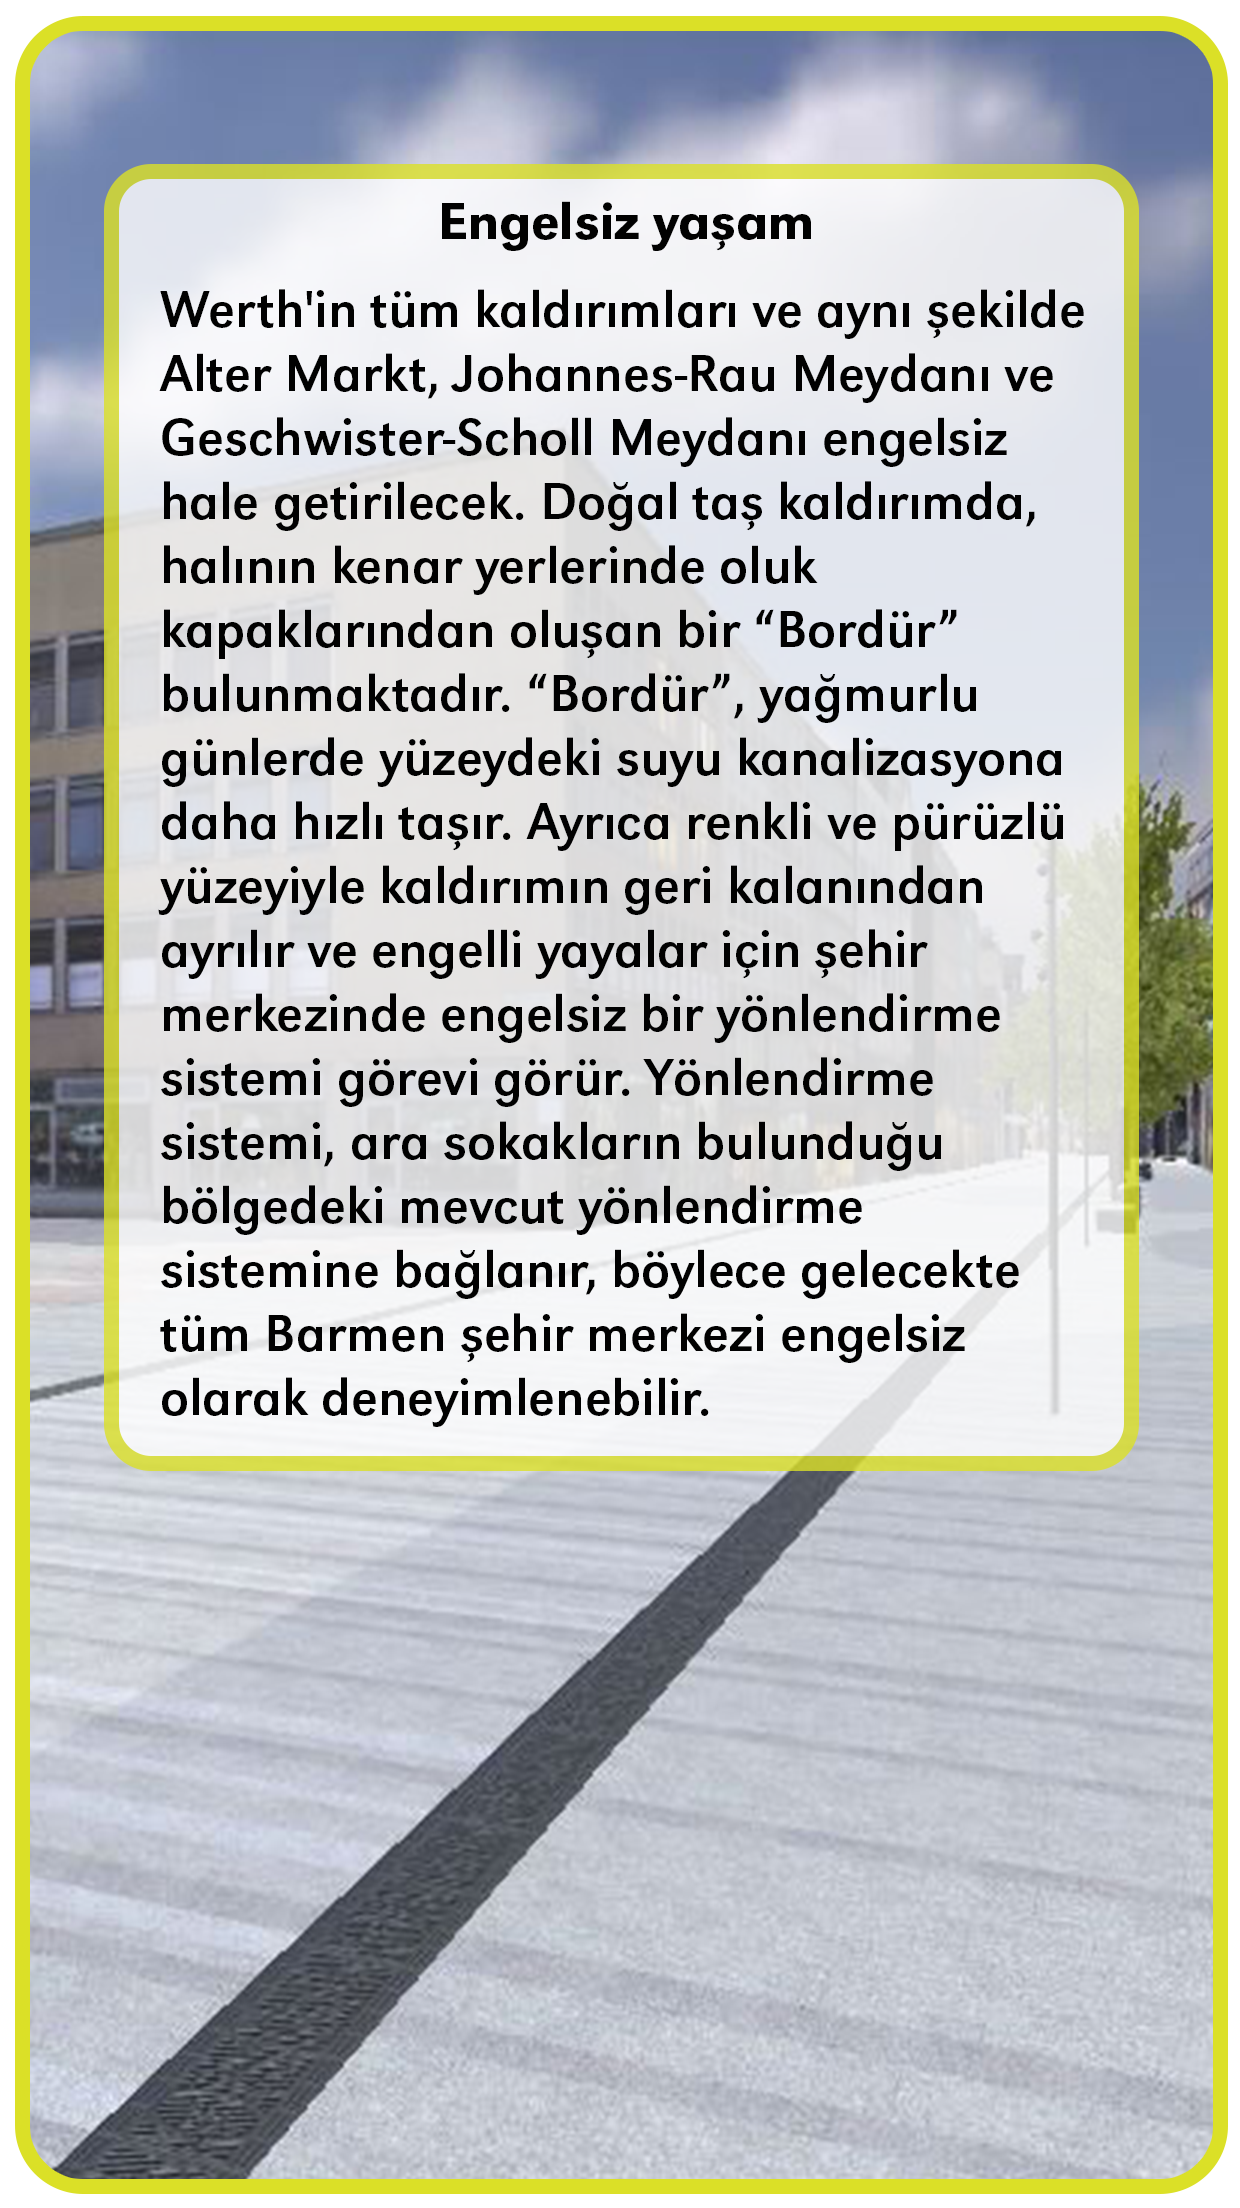 Engelsiz yaşam
Werth'in tüm kaldırımları ve aynı şekilde
Alter Markt, Johannes-Rau Meydanı ve
Geschwister-Scholl Meydanı engelsiz
hale getirilecek. Doğal taş kaldırımda,
halının kenar yerlerinde oluk
kapaklarından oluşan bir “Bordür”
bulunmaktadır. “Bordür”, yağmurlu
günlerde yüzeydeki suyu kanalizasyona
daha hızlı taşır. Ayrıca renkli ve pürüzlü
yüzeyiyle kaldırımın geri kalanından
ayrılır ve engelli yayalar için şehir
merkezinde engelsiz bir yönlendirme
sistemi görevi görür. Yönlendirme
sistemi, ara sokakların bulunduğu
bölgedeki mevcut yönlendirme
sistemine bağlanır, böylece gelecekte
tüm Barmen şehir merkezi engelsiz
olarak deneyimlenebilir.